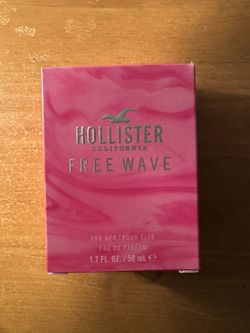 HOLLISTER
CALIFORNIA
FREE WAVE
FOR HER / POUR ELLE
EAU DE PARFUM
1.7 FL. OZ. / 50 mL ℮